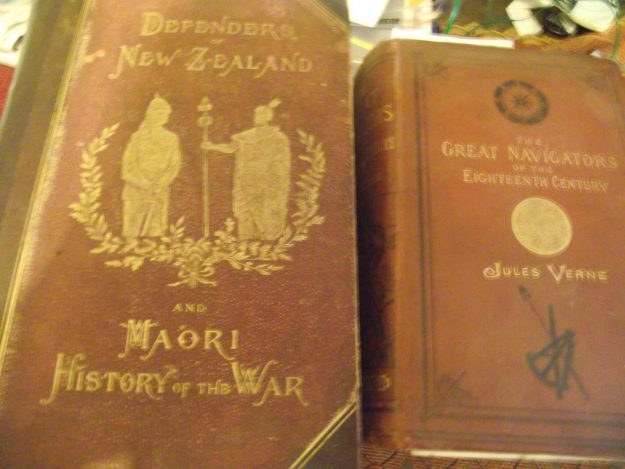 DEFENDERS
OF
NEW ZEALAND
AND
MAORI
HISTORY OF THE WAR
THE
GREAT NAVIGATORS
OF THE
EIGHTEENTH CENTURY
JULES VERNE